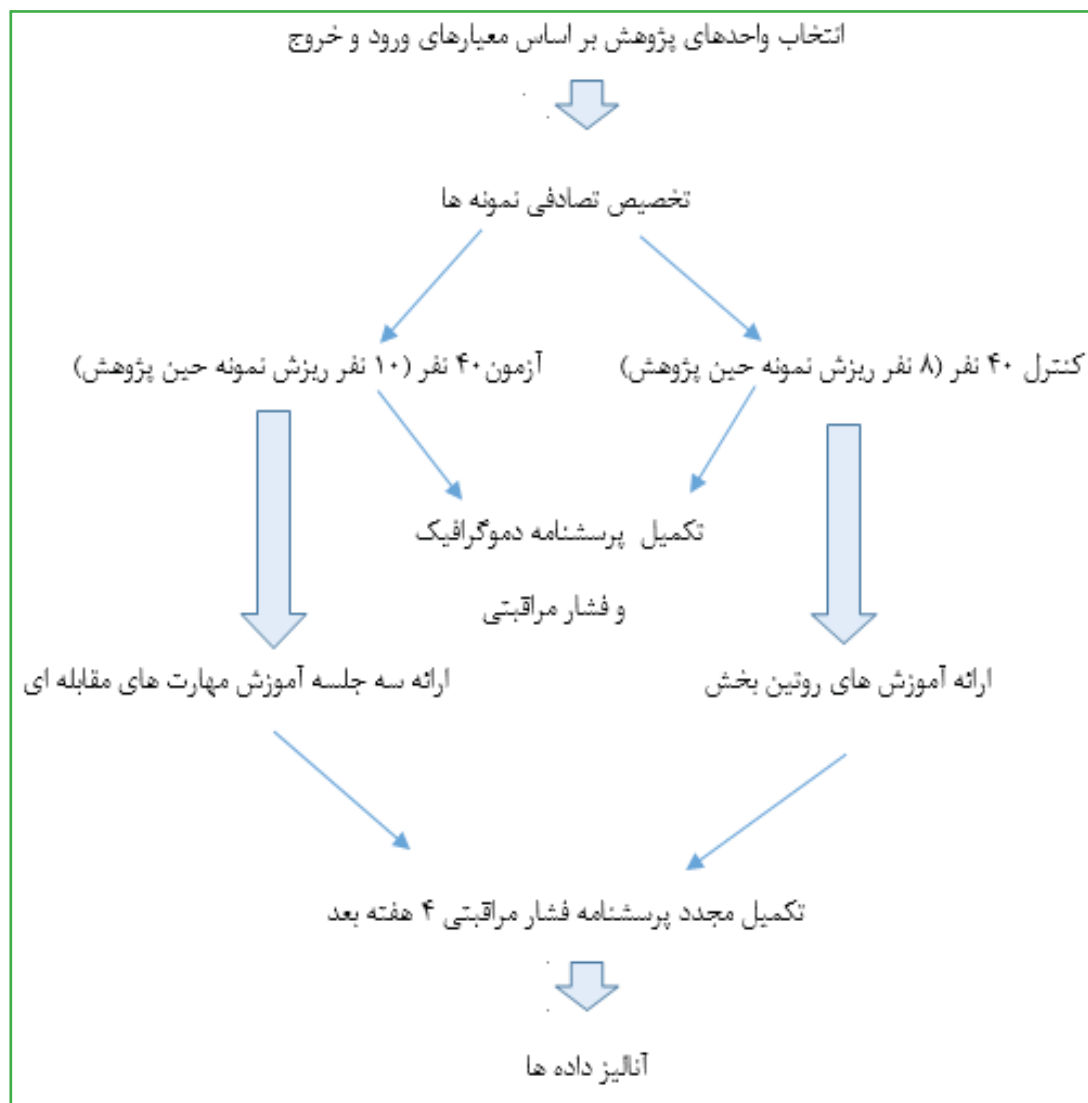 انتخاب واحدهای پژوهش بر اساس معیارهای ورود و خروج
تخصیص تصادفی نمونه ها
کنترل ۴۰ نفر (۸ نفر ریزش نمونه حین پژوهش)
آزمون۴۰ نفر (۱۰ نفر ریزش نمونه حین پژوهش)
تکمیل پرسشنامه دموگرافیک
و فشار مراقبتی
ارائه آموزش های روتین بخش
ارائه سه جلسه آموزش مهارت های مقابله ای
تکمیل مجدد پرسشنامه فشار مراقبتی ۴ هفته بعد
آنالیز داده ها